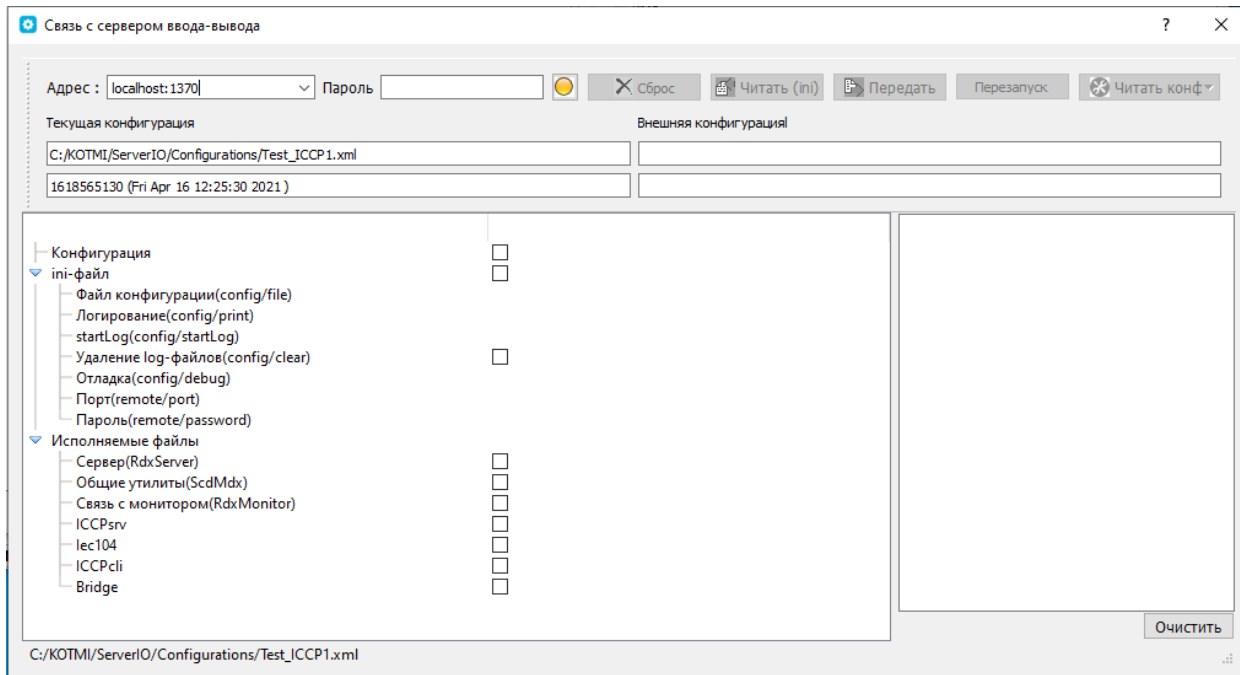 Связь с сервером ввода-вывода
Адрес : localhost:1370 Пароль Сброс Читать (ini) Передать Перезапуск Читать конф
Текущая конфигурация Внешняя конфигурацияl
C:/KOTMI/ServerIO/Configurations/Test_ICCP1.xml
1618565130 (Fri Apr 16 12:25:30 2021 )
Конфигурация
ini-файл
Файл конфигурации(config/file)
Логирование(config/print)
startLog(config/startLog)
Удаление log-файлов(config/clear)
Отладка(config/debug)
Порт(remote/port)
Пароль(remote/password)
Исполняемые файлы
Сервер(RdxServer)
Общие утилиты(ScdMdx)
Связь с монитором(RdxMonitor)
ICCPsrv
Iec104
ICCPcli
Bridge
Очистить
C:/KOTMI/ServerIO/Configurations/Test_ICCP1.xml